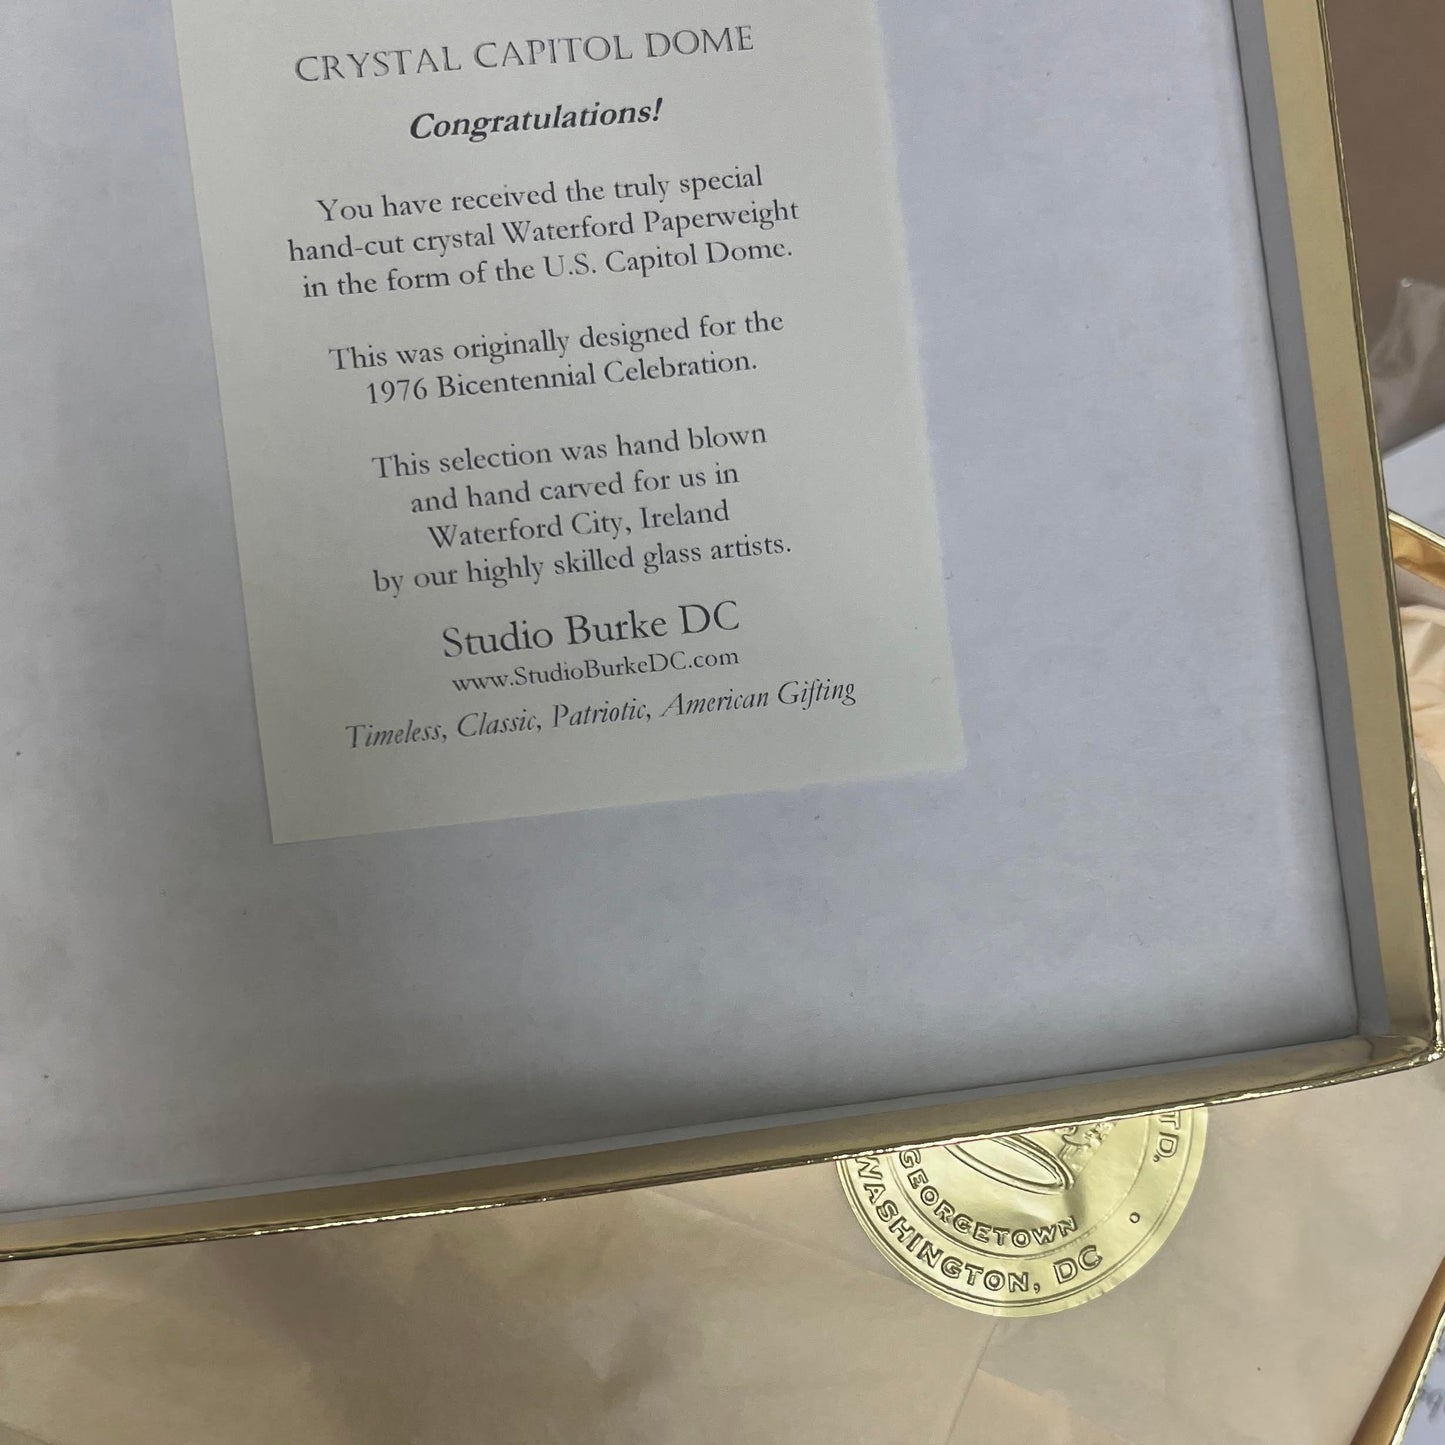 CRYSTAL CAPITOL DOME
Congratulations!
You have received the truly special
hand-cut crystal Waterford Paperweight
in the form of the U.S. Capitol Dome.
This was originally designed for the
1976 Bicentennial Celebration.
This selection was hand blown
and hand carved for us in
Waterford City, Ireland
by our highly skilled glass artists.
Studio Burke DC
www.StudioBurkeDC.com
Timeless, Classic, Patriotic, American Gifting
TD.
GEORGETOWN
WASHINGTON, DC